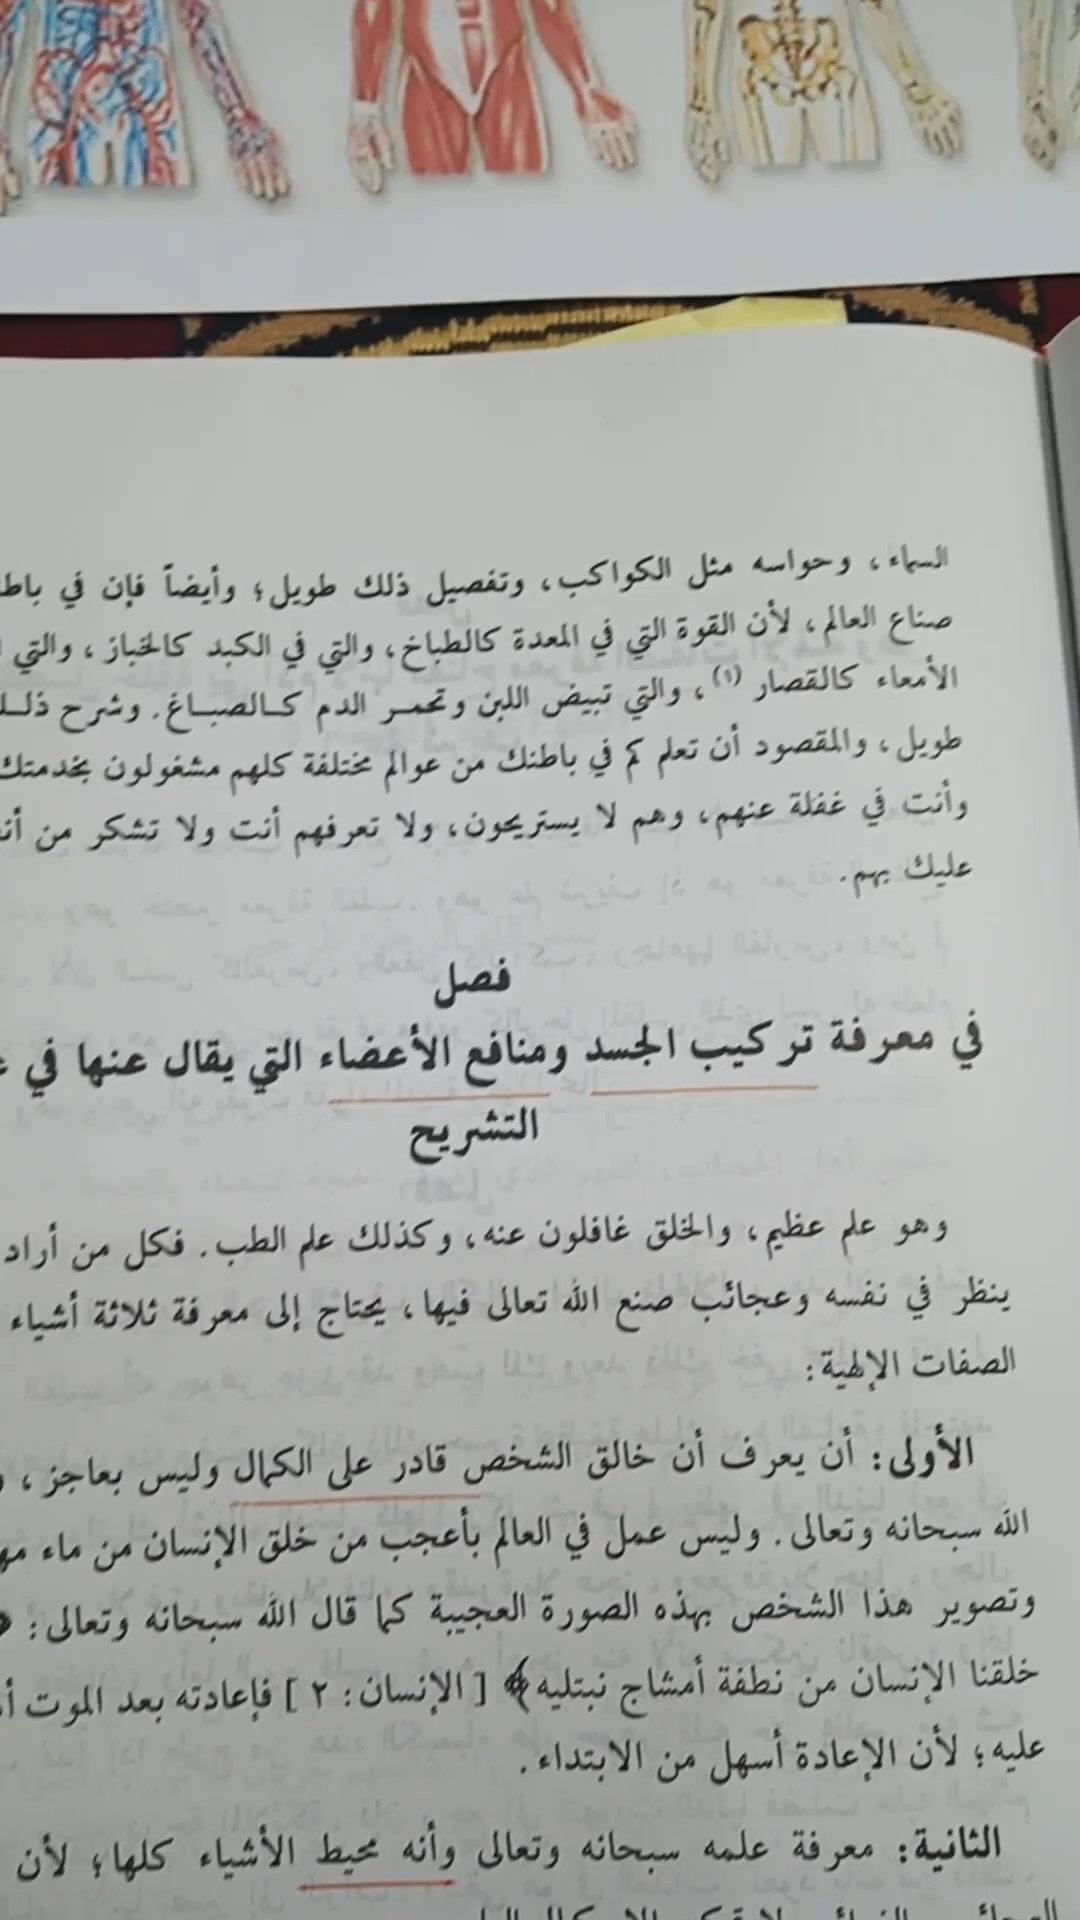 السماء، وحواسه مثل الكواكب، وتفصيل ذلك طويل؛ وأيضاً فإن في
صناع العالم، لأن القوة التي في المعدة كالطباخ، والتي في الكبد كالخباز، والتي
الأمعاء كالقصار (١)، والتي تبيض اللبن وتحمر الدم كالصباغ. وشرح
طويل، والمقصود أن تعلم كم في باطنك من عوالم مختلفة كلهم مشغولون بخدمتك
وأنت في غفلة عنهم، وهم لا يستريحون، ولا تعرفهم أنت ولا تشكر من
عليك بهم.
فصل
في معرفة تركيب الجسد ومنافع الأعضاء التي يقال عنها في
التشريح
وهو علم عظيم، والخلق غافلون عنه، وكذلك علم الطب. فكل من أراد
ينظر في نفسه وعجائب صنع الله تعالى فيها، يحتاج إلى معرفة ثلاثة أشياء
الصفات الإلهية:
الأولى: أن يعرف أن خالق الشخص قادر على الكمال وليس بعاجز،
الله سبحانه وتعالى. وليس عمل في العالم بأعجب من خلق الإنسان من ماء
وتصوير هذا الشخص بهذه الصورة العجيبة كما قال الله سبحانه وتعالى:
خلقنا الإنسان من نطفة أمشاج نبتليه﴾ [الإنسان: ٢] فإعادته بعد الموت
عليه؛ لأن الإعادة أسهل من الابتداء.
الثانية: معرفة علمه سبحانه وتعالى وأنه محيط الأشياء كلها؛ لأن